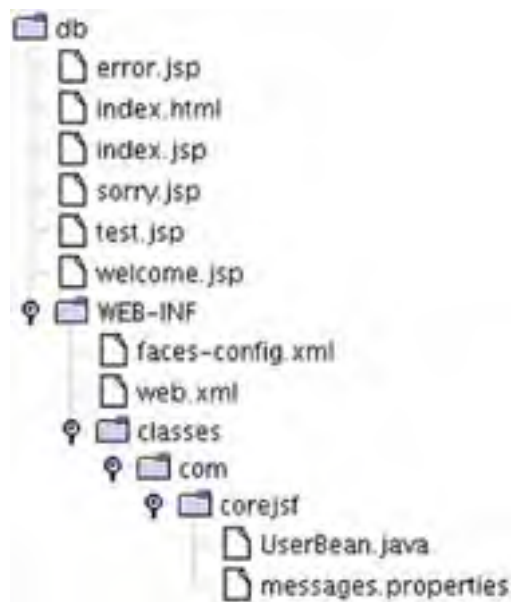 db
error.jsp
index.html
index.jsp
sorry.jsp
test.jsp
welcome.jsp
WEB-INF
faces-config.xml
web.xml
classes
com
corejsf
UserBean.java
messages.properties